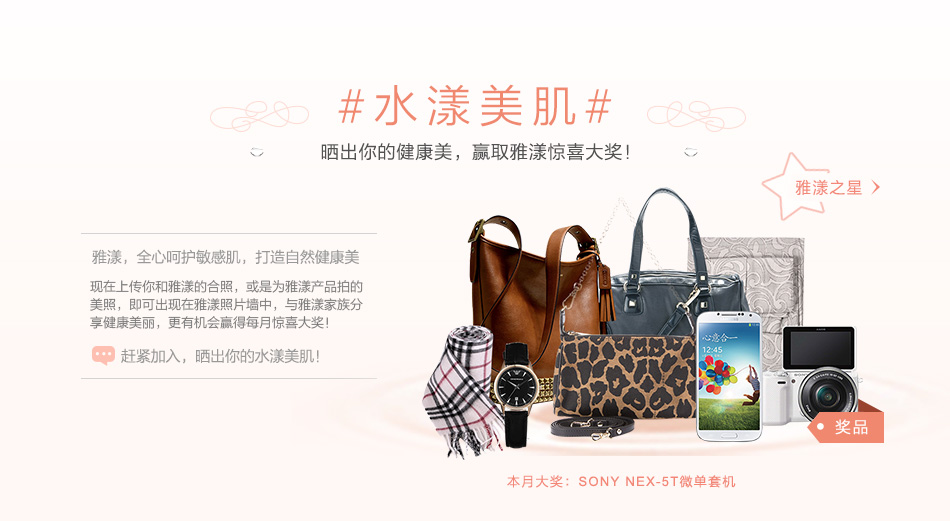 #水漾美肌#
晒出你的健康美，赢取雅漾惊喜大奖！
雅漾之星
雅漾，全心呵护敏感肌，打造自然健康美
现在上传你和雅漾的合照，或是为雅漾产品拍的
美照，即可出现在雅漾照片墙中，与雅漾家族分
享健康美丽，更有机会赢得每月惊喜大奖！
赶紧加入，晒出你的水漾美肌！
心意合一
12:45
奖品
本月大奖：SONY NEX-5T微单套机